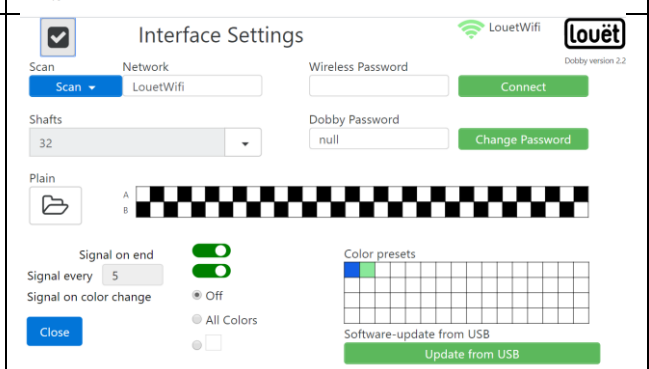 Interface Settings
LouetWifi
louët
Dobby version 2.2
Scan
Network
Wireless Password
Scan
LouetWifi
Connect
Shafts
Dobby Password
32
null
Change Password
Plain
A
B
Signal on end
Color presets
Signal every 5
Signal on color change
Off
All Colors
Close
Software-update from USB
Update from USB